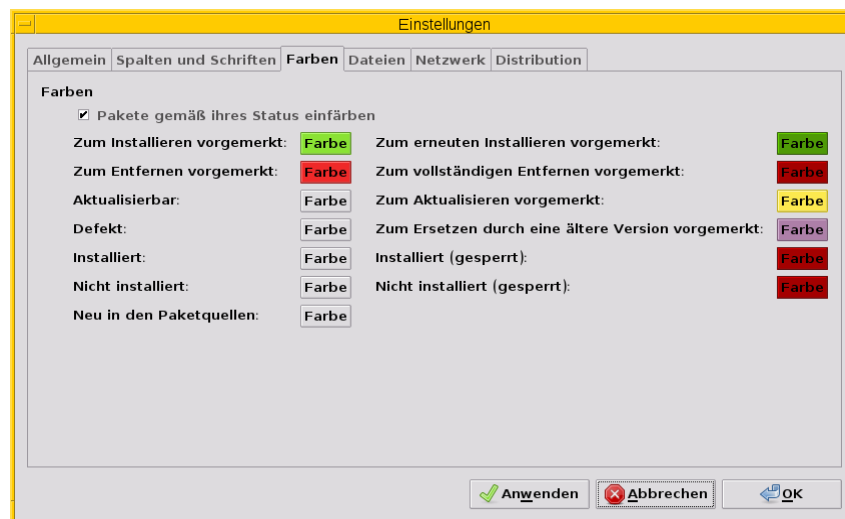 Einstellungen
Allgemein Spalten und Schriften Farben Dateien Netzwerk Distribution
Farben
Pakete gemäß ihres Status einfärben
Zum Installieren vorgemerkt: Farbe Zum erneuten Installieren vorgemerkt: Farbe
Zum Entfernen vorgemerkt: Farbe Zum vollständigen Entfernen vorgemerkt: Farbe
Aktualisierbar: Farbe Zum Aktualisieren vorgemerkt: Farbe
Defekt: Farbe Zum Ersetzen durch eine ältere Version vorgemerkt: Farbe
Installiert: Farbe Installiert (gesperrt): Farbe
Nicht installiert: Farbe Nicht installiert (gesperrt): Farbe
Neu in den Paketquellen: Farbe
Anwenden Abbrechen OK